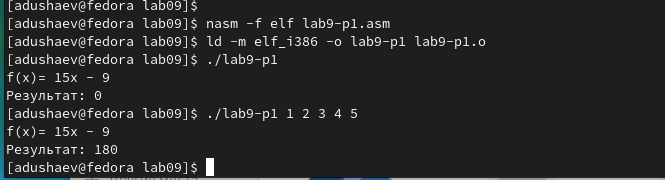 [adushaev@fedora lab09]$
[adushaev@fedora lab09]$ nasm -f elf lab9-p1.asm
[adushaev@fedora lab09]$ ld -m elf_i386 -o lab9-p1 lab9-p1.o
[adushaev@fedora lab09]$ ./lab9-p1
f(x)= 15x - 9
Результат: 0
[adushaev@fedora lab09]$ ./lab9-p1 1 2 3 4 5
f(x)= 15x - 9
Результат: 180
[adushaev@fedora lab09]$